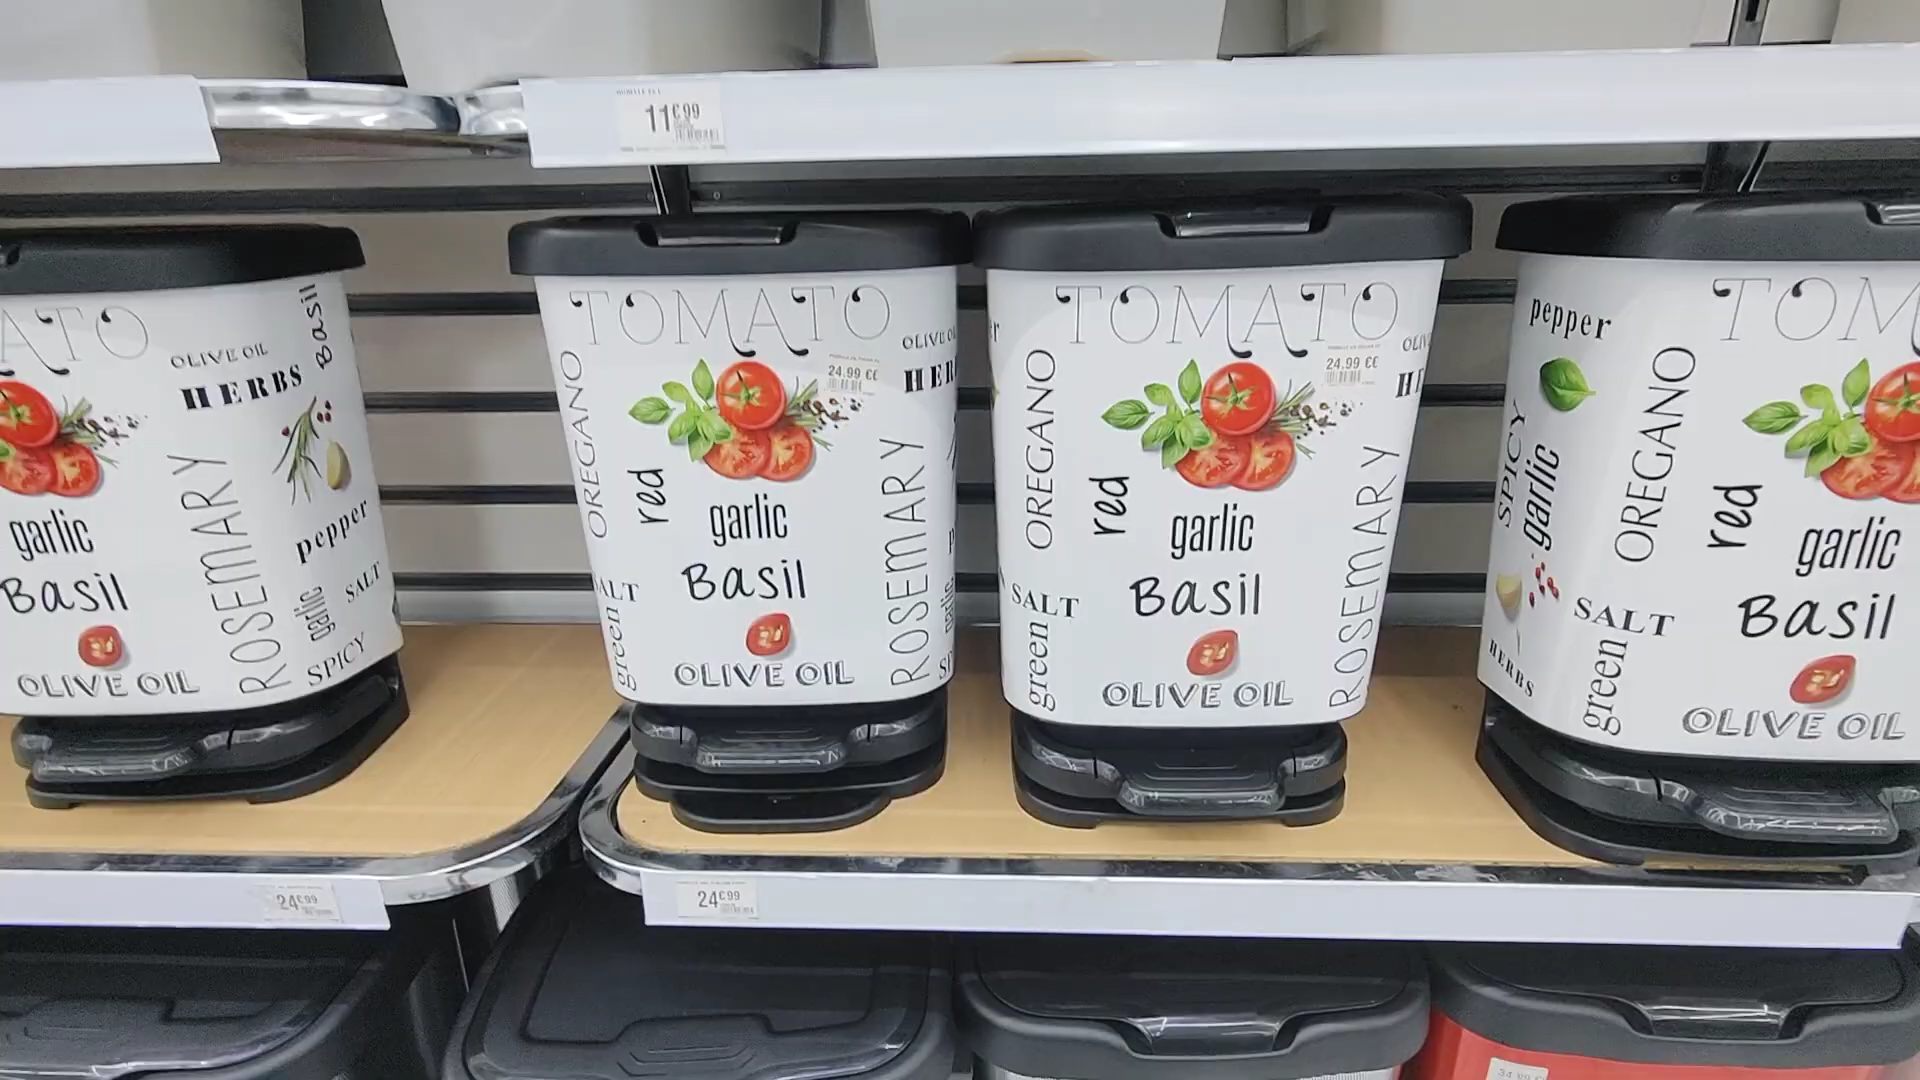 11€99
TOMATO
OLIVE OIL
HERBS
Basil
garlic
Basil
ROSEMARY
pepper
garlic
SALT
SPICY
OLIVE OIL
TOMATO
OLIVE
24.99 €€
OREGANO
red
garlic
Basil
ROSEMARY
SALT
green
OLIVE OIL
TOMATO
24.99 €€
OREGANO
red
garlic
Basil
ROSEMARY
SALT
green
OLIVE OIL
pepper
TOM
SPICY
garlic
OREGANO
red
garlic
Basil
SALT
green
HERBS
OLIVE OIL
24€99
24€99